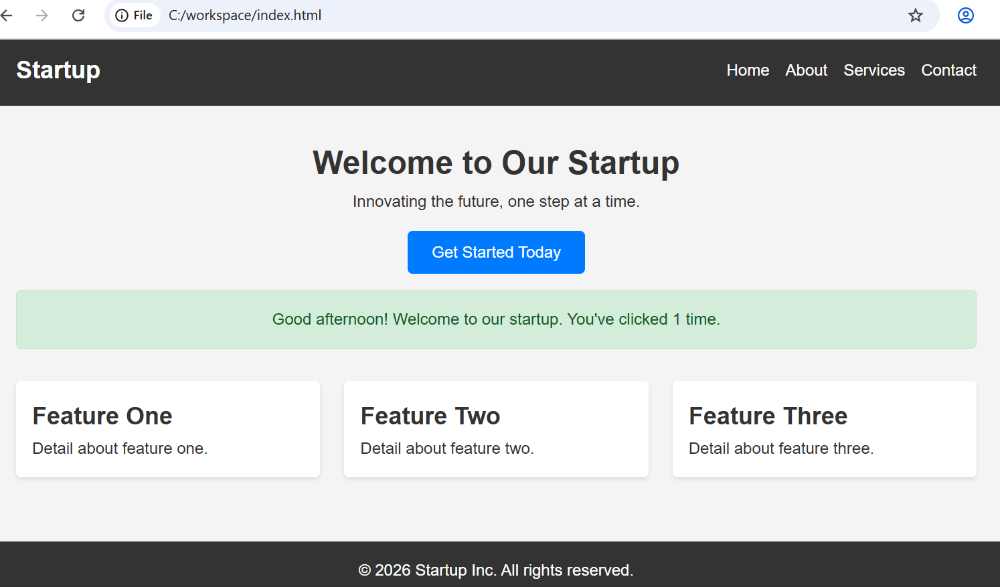 File C:/workspace/index.html
Startup Home About Services Contact
Welcome to Our Startup
Innovating the future, one step at a time.
Get Started Today
Good afternoon! Welcome to our startup. You've clicked 1 time.
Feature One
Detail about feature one.
Feature Two
Detail about feature two.
Feature Three
Detail about feature three.
© 2026 Startup Inc. All rights reserved.